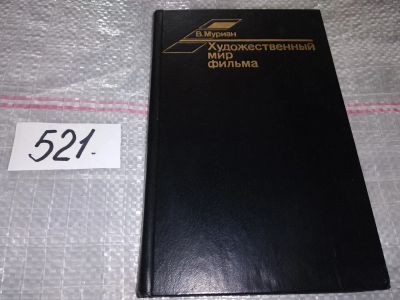 В.Муриан
Художественный
мир
фильма
521.